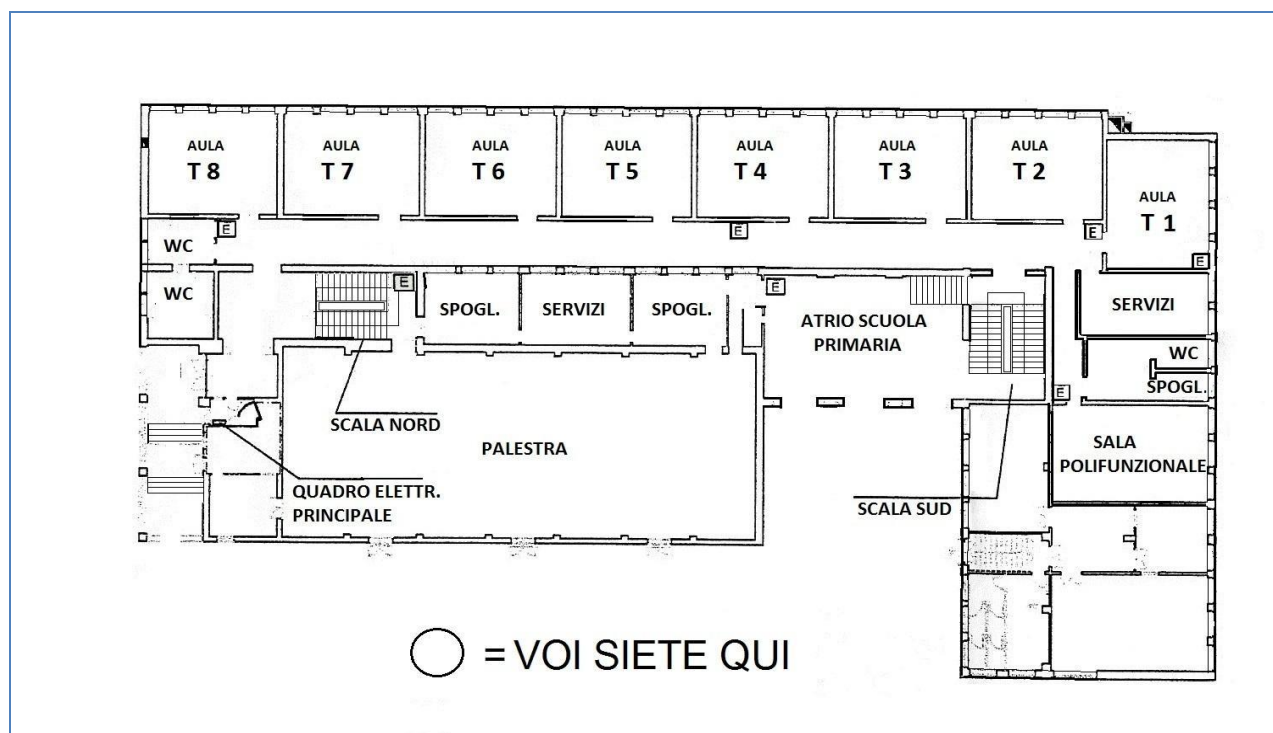 AULA
T 8
AULA
T 7
AULA
T 6
AULA
T 5
AULA
T 4
AULA
T 3
AULA
T 2
AULA
T 1
E
E
E
E
WC
WC
E
E
SPOGL.
SERVIZI
SPOGL.
ATRIO SCUOLA
PRIMARIA
SERVIZI
WC
SPOGL.
E
SCALA NORD
PALESTRA
SALA
POLIFUNZIONALE
QUADRO ELETTR.
PRINCIPALE
SCALA SUD
= VOI SIETE QUI